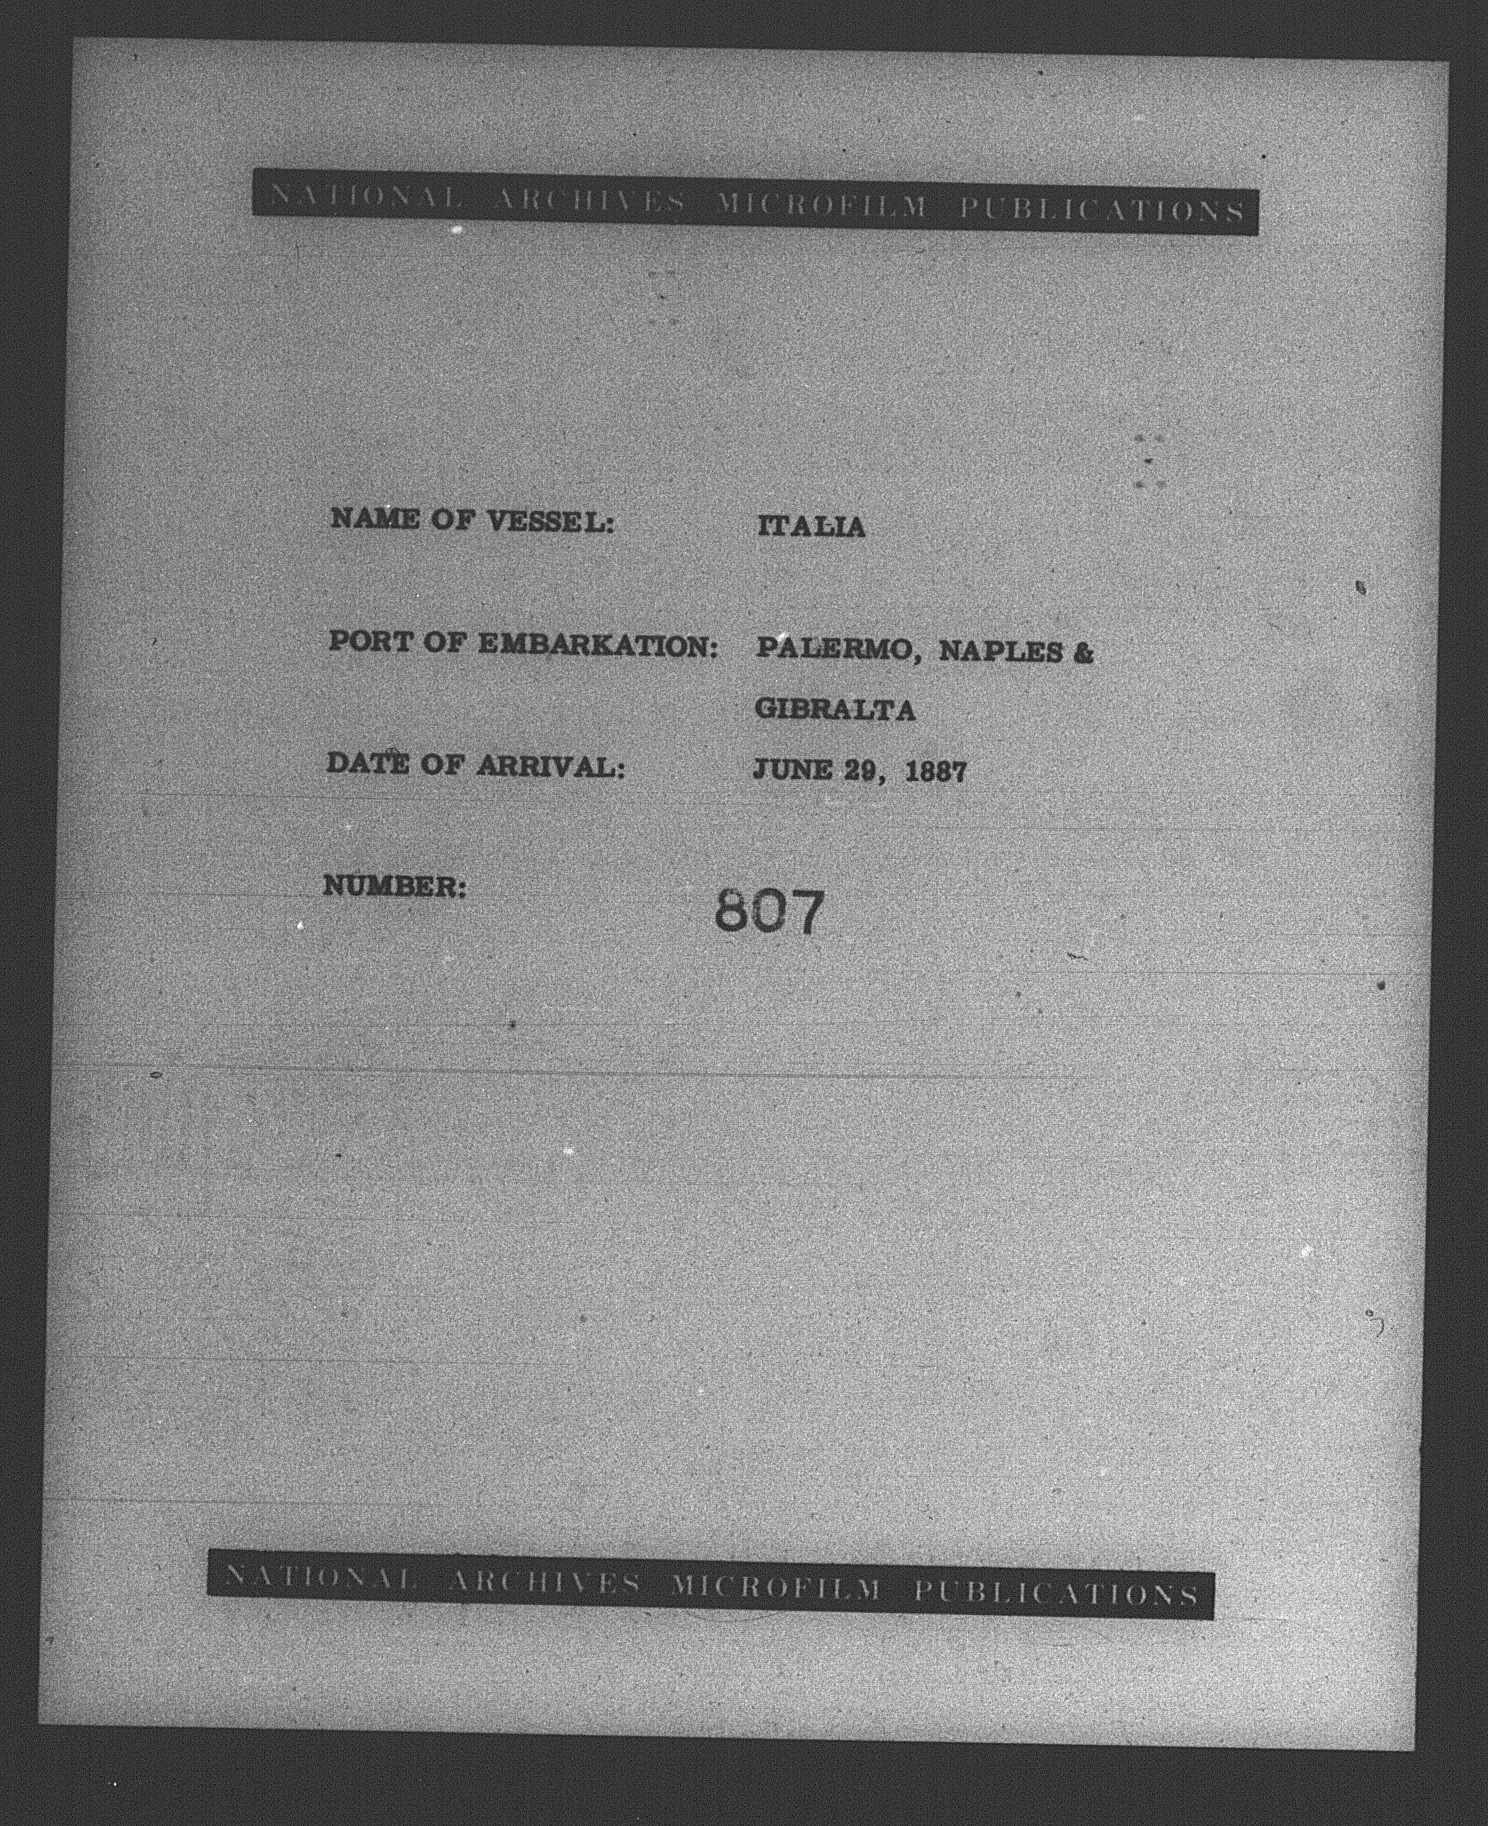 NATIONAL ARCHIVES MICROFILM PUBLICATIONS
NAME OF VESSEL: ITALIA
PORT OF EMBARKATION: PALERMO, NAPLES &
GIBRALTA
DATE OF ARRIVAL: JUNE 29, 1887
NUMBER: 807
NATIONAL ARCHIVES MICROFILM PUBLICATIONS